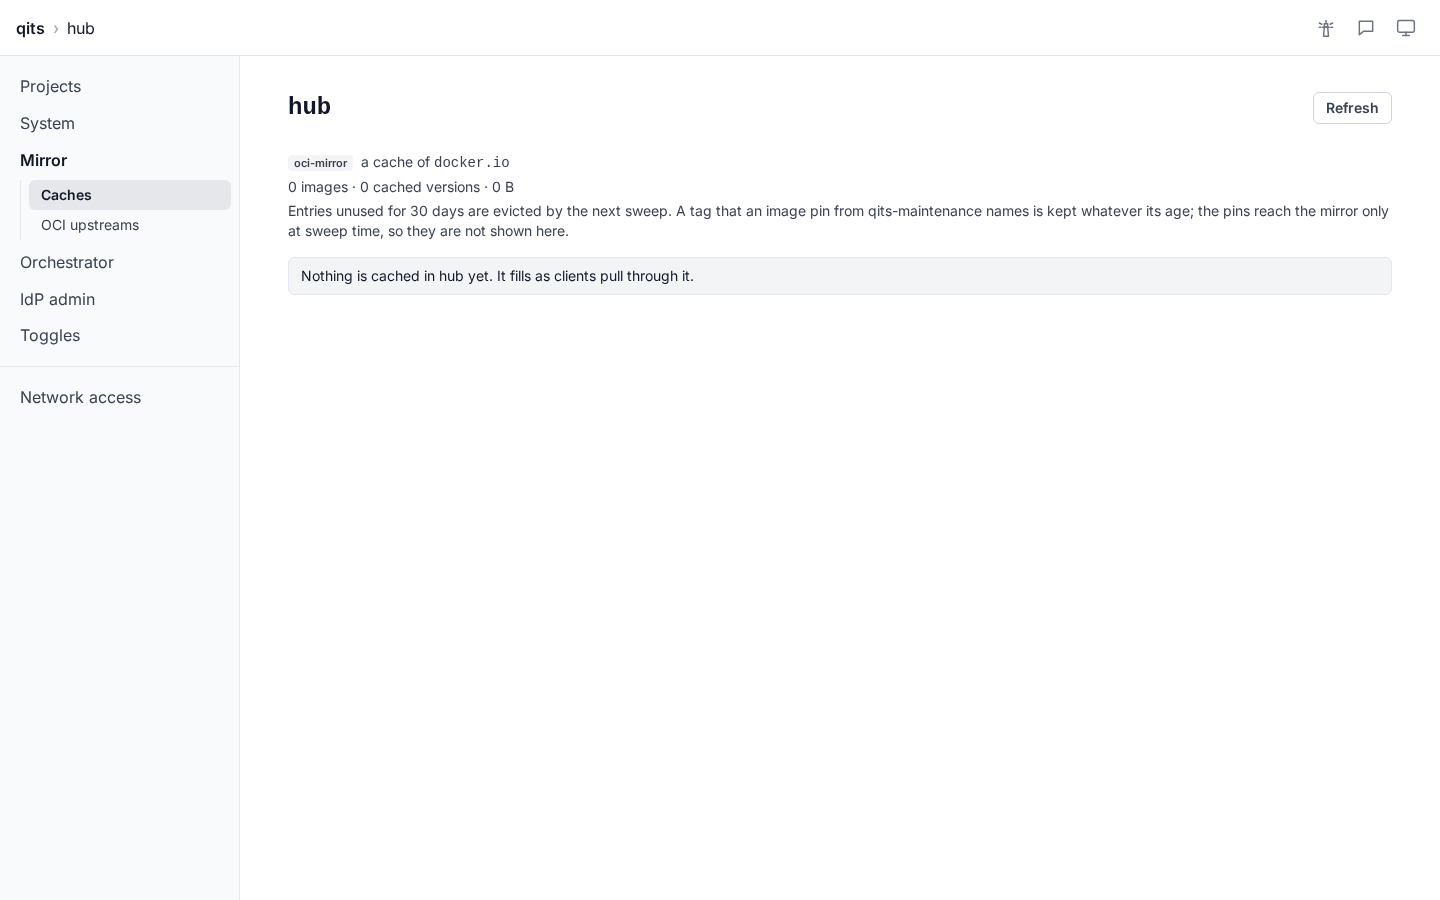 qits › hub
Projects
System
Mirror
Caches
OCI upstreams
Orchestrator
IdP admin
Toggles
Network access
hub
Refresh
oci-mirror a cache of docker.io
0 images · 0 cached versions · 0 B
Entries unused for 30 days are evicted by the next sweep. A tag that an image pin from qits-maintenance names is kept whatever its age; the pins reach the mirror only
at sweep time, so they are not shown here.
Nothing is cached in hub yet. It fills as clients pull through it.